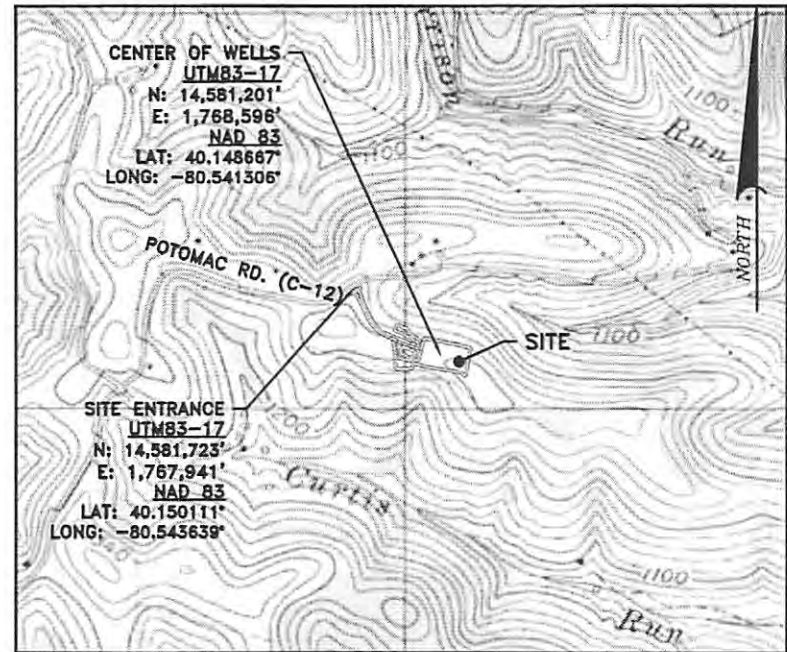 CENTER OF WELLS
UTM83-17
N: 14,581,201'
E: 1,768,596'
NAD 83
LAT: 40.148667°
LONG: -80.541306°
tison
1100
Run
1100
NORTH
POTOMAC RD. (C-12)
SITE
1100
SITE ENTRANCE
UTM83-17
N: 14,581,723'
E: 1,767,941'
NAD 83
LAT: 40.150111°
LONG: -80.543639°
1200
Curtis
1100
Run